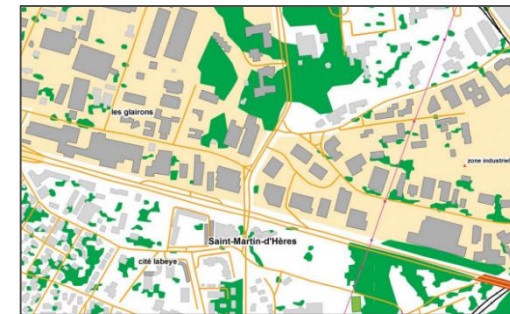 les glairons
zone industriel
Saint-Martin-d'Hères
cité labeye